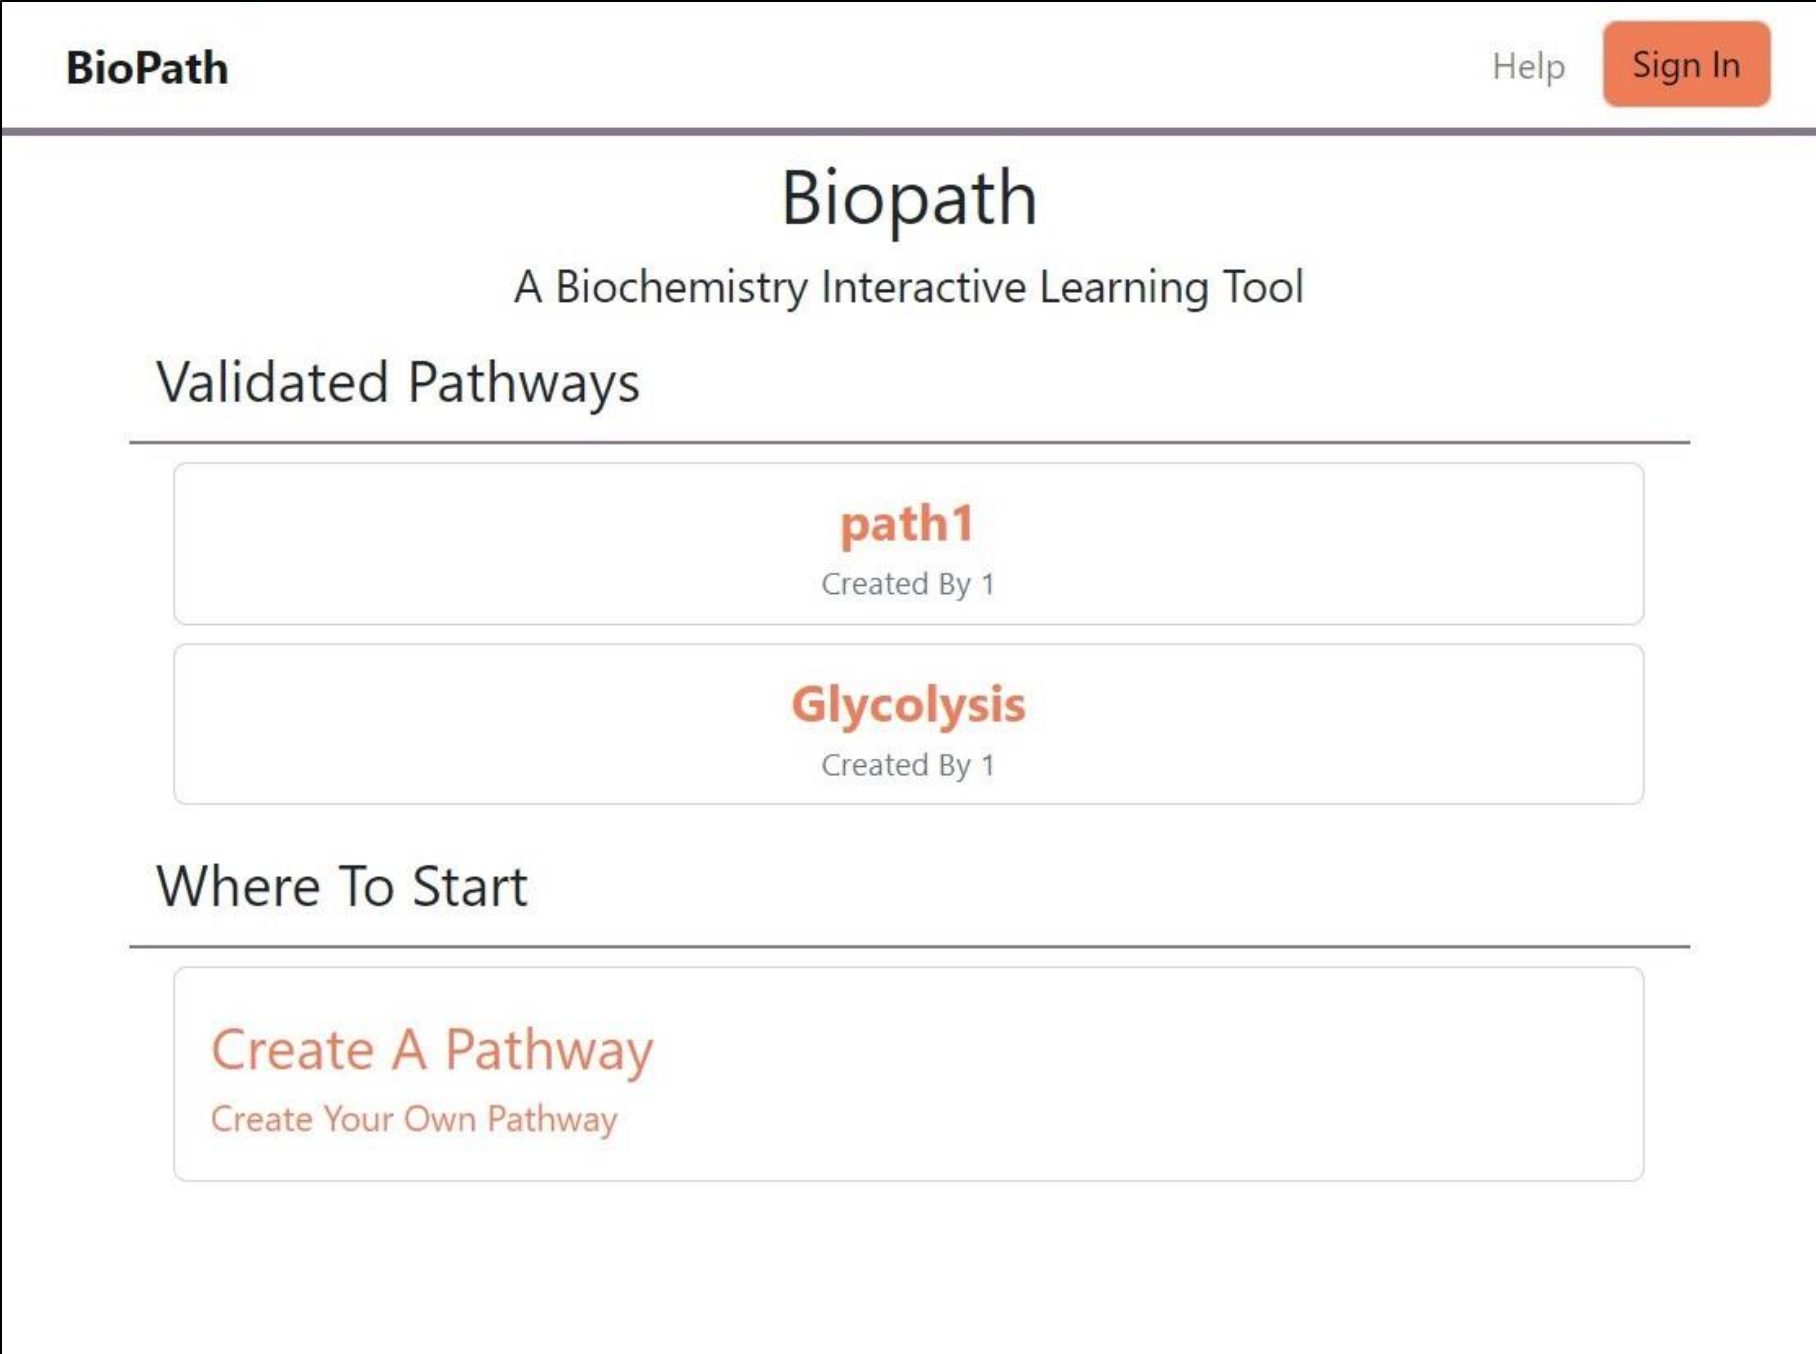 BioPath
Help
Sign In
Biopath
A Biochemistry Interactive Learning Tool
Validated Pathways
path1
Created By 1
Glycolysis
Created By 1
Where To Start
Create A Pathway
Create Your Own Pathway